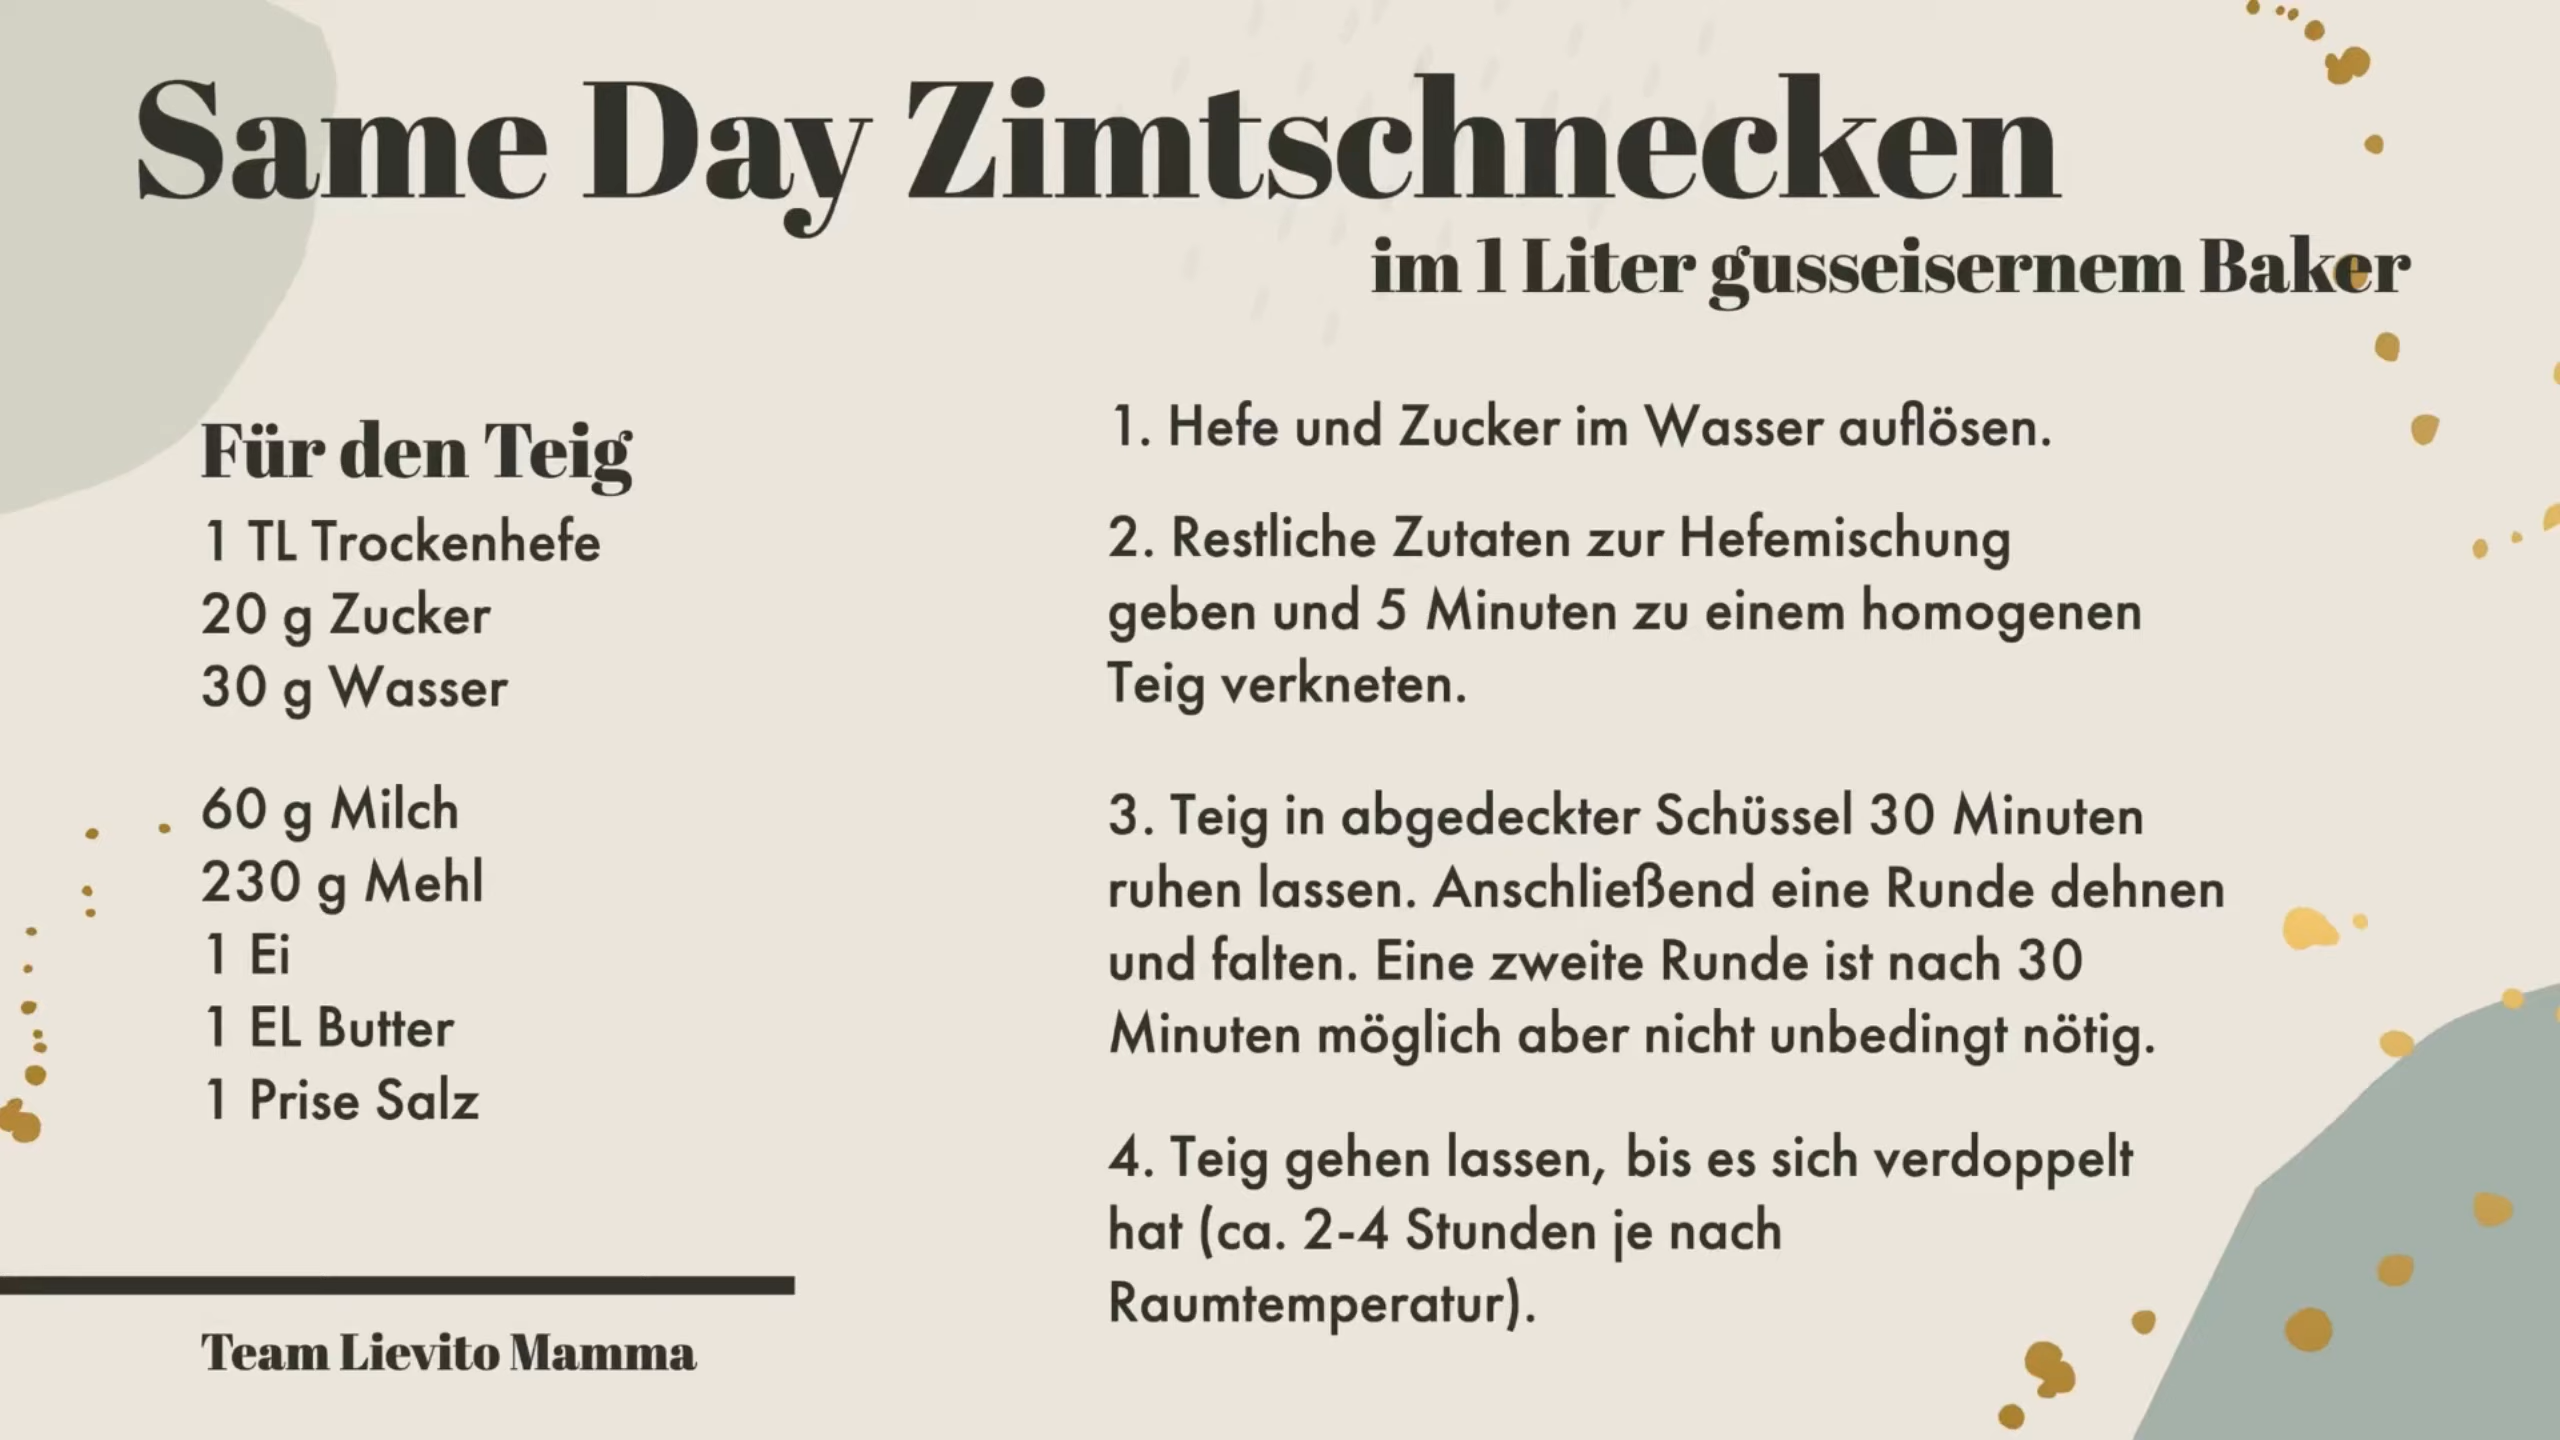 Same Day Zimtschnecken
im 1 Liter gusseisernem Baker
Für den Teig
1 TL Trockenhefe
20 g Zucker
30 g Wasser
60 g Milch
230 g Mehl
1 Ei
1 EL Butter
1 Prise Salz
Team Lievito Mamma
1. Hefe und Zucker im Wasser auflösen.
2. Restliche Zutaten zur Hefemischung
geben und 5 Minuten zu einem homogenen
Teig verkneten.
3. Teig in abgedeckter Schüssel 30 Minuten
ruhen lassen. Anschließend eine Runde dehnen
und falten. Eine zweite Runde ist nach 30
Minuten möglich aber nicht unbedingt nötig.
4. Teig gehen lassen, bis es sich verdoppelt
hat (ca. 2-4 Stunden je nach
Raumtemperatur).